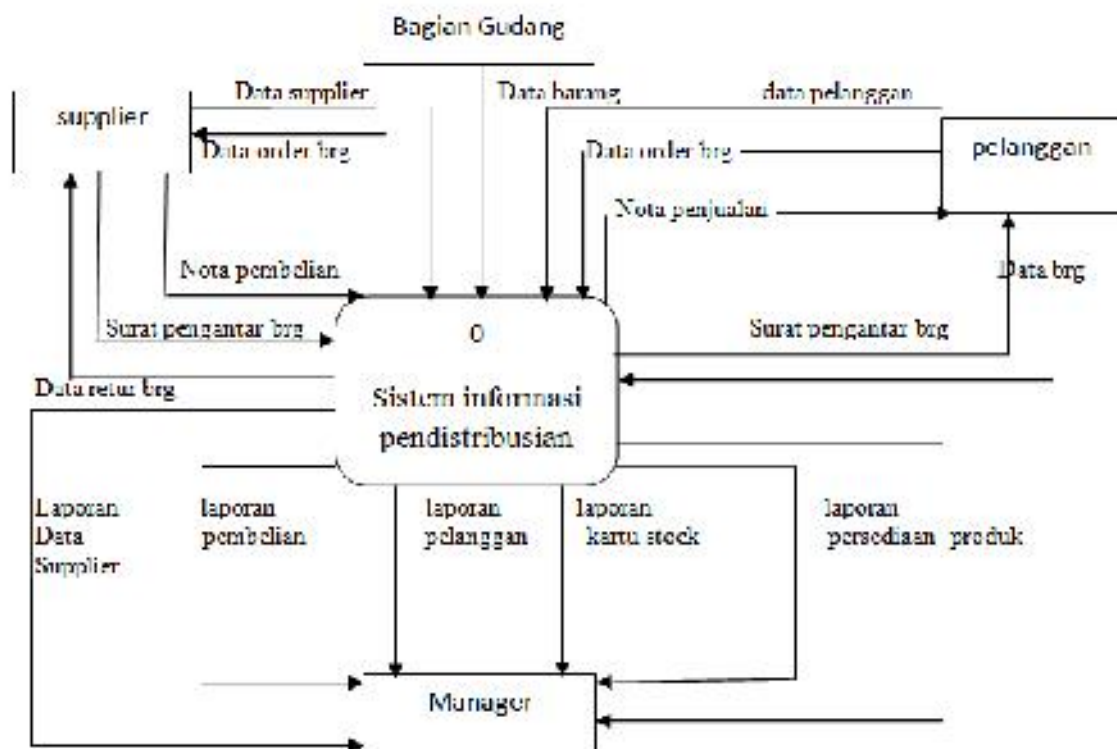 Bagian Gudang
Data supplier
Data barang
data pelanggan
supplier
Data order brg
Data order brg
pelanggan
Nota penjualan
Nota pembelian
Data brg
Surat pengantar brg
0
Surat pengantar brg
Data retur brg
Sistem informasi
pendistribusian
Laporan
Data
Supplier
laporan
pembelian
laporan
pelanggan
laporan
kartu stock
laporan
persediaan produk
Manager